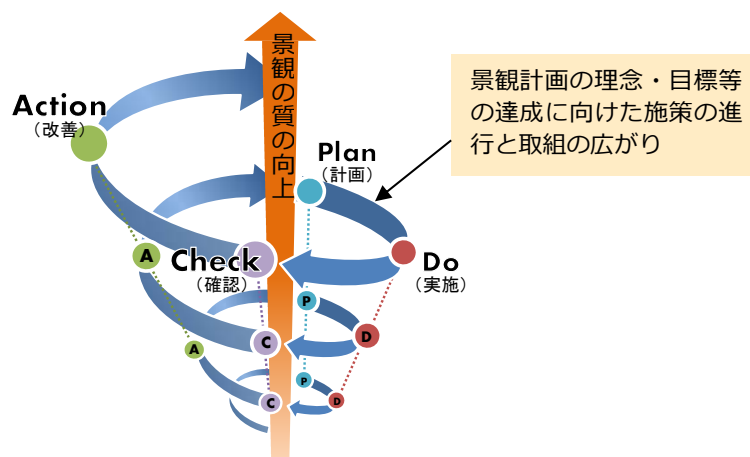 景観の質の向上
景観計画の理念・目標等
の達成に向けた施策の進
行と取組の広がり
Action
（改善）
Plan
（計画）
Check
（確認）
Do
（実施）
A
P
C
D
A
P
C
D